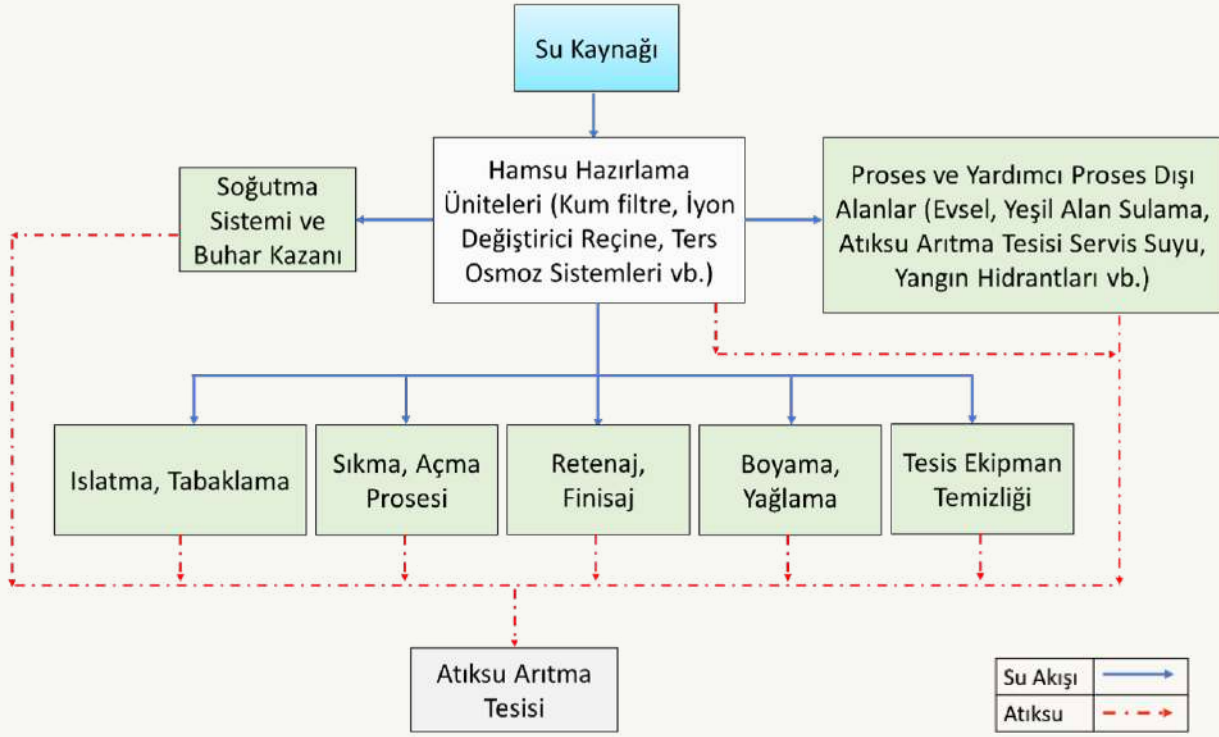 Su Kaynağı
Hamsu Hazırlama
Üniteleri (Kum filtre, İyon
Değiştirici Reçine, Ters
Osmoz Sistemleri vb.)
Soğutma
Sistemi ve
Buhar Kazanı
Proses ve Yardımcı Proses Dışı
Alanlar (Evsel, Yeşil Alan Sulama,
Atıksu Arıtma Tesisi Servis Suyu,
Yangın Hidrantları vb.)
Islatma, Tabaklama
Sıkma, Açma
Prosesi
Retenaj,
Finisaj
Boyama,
Yağlama
Tesis Ekipman
Temizliği
Atıksu Arıtma
Tesisi
Su Akışı
Atıksu